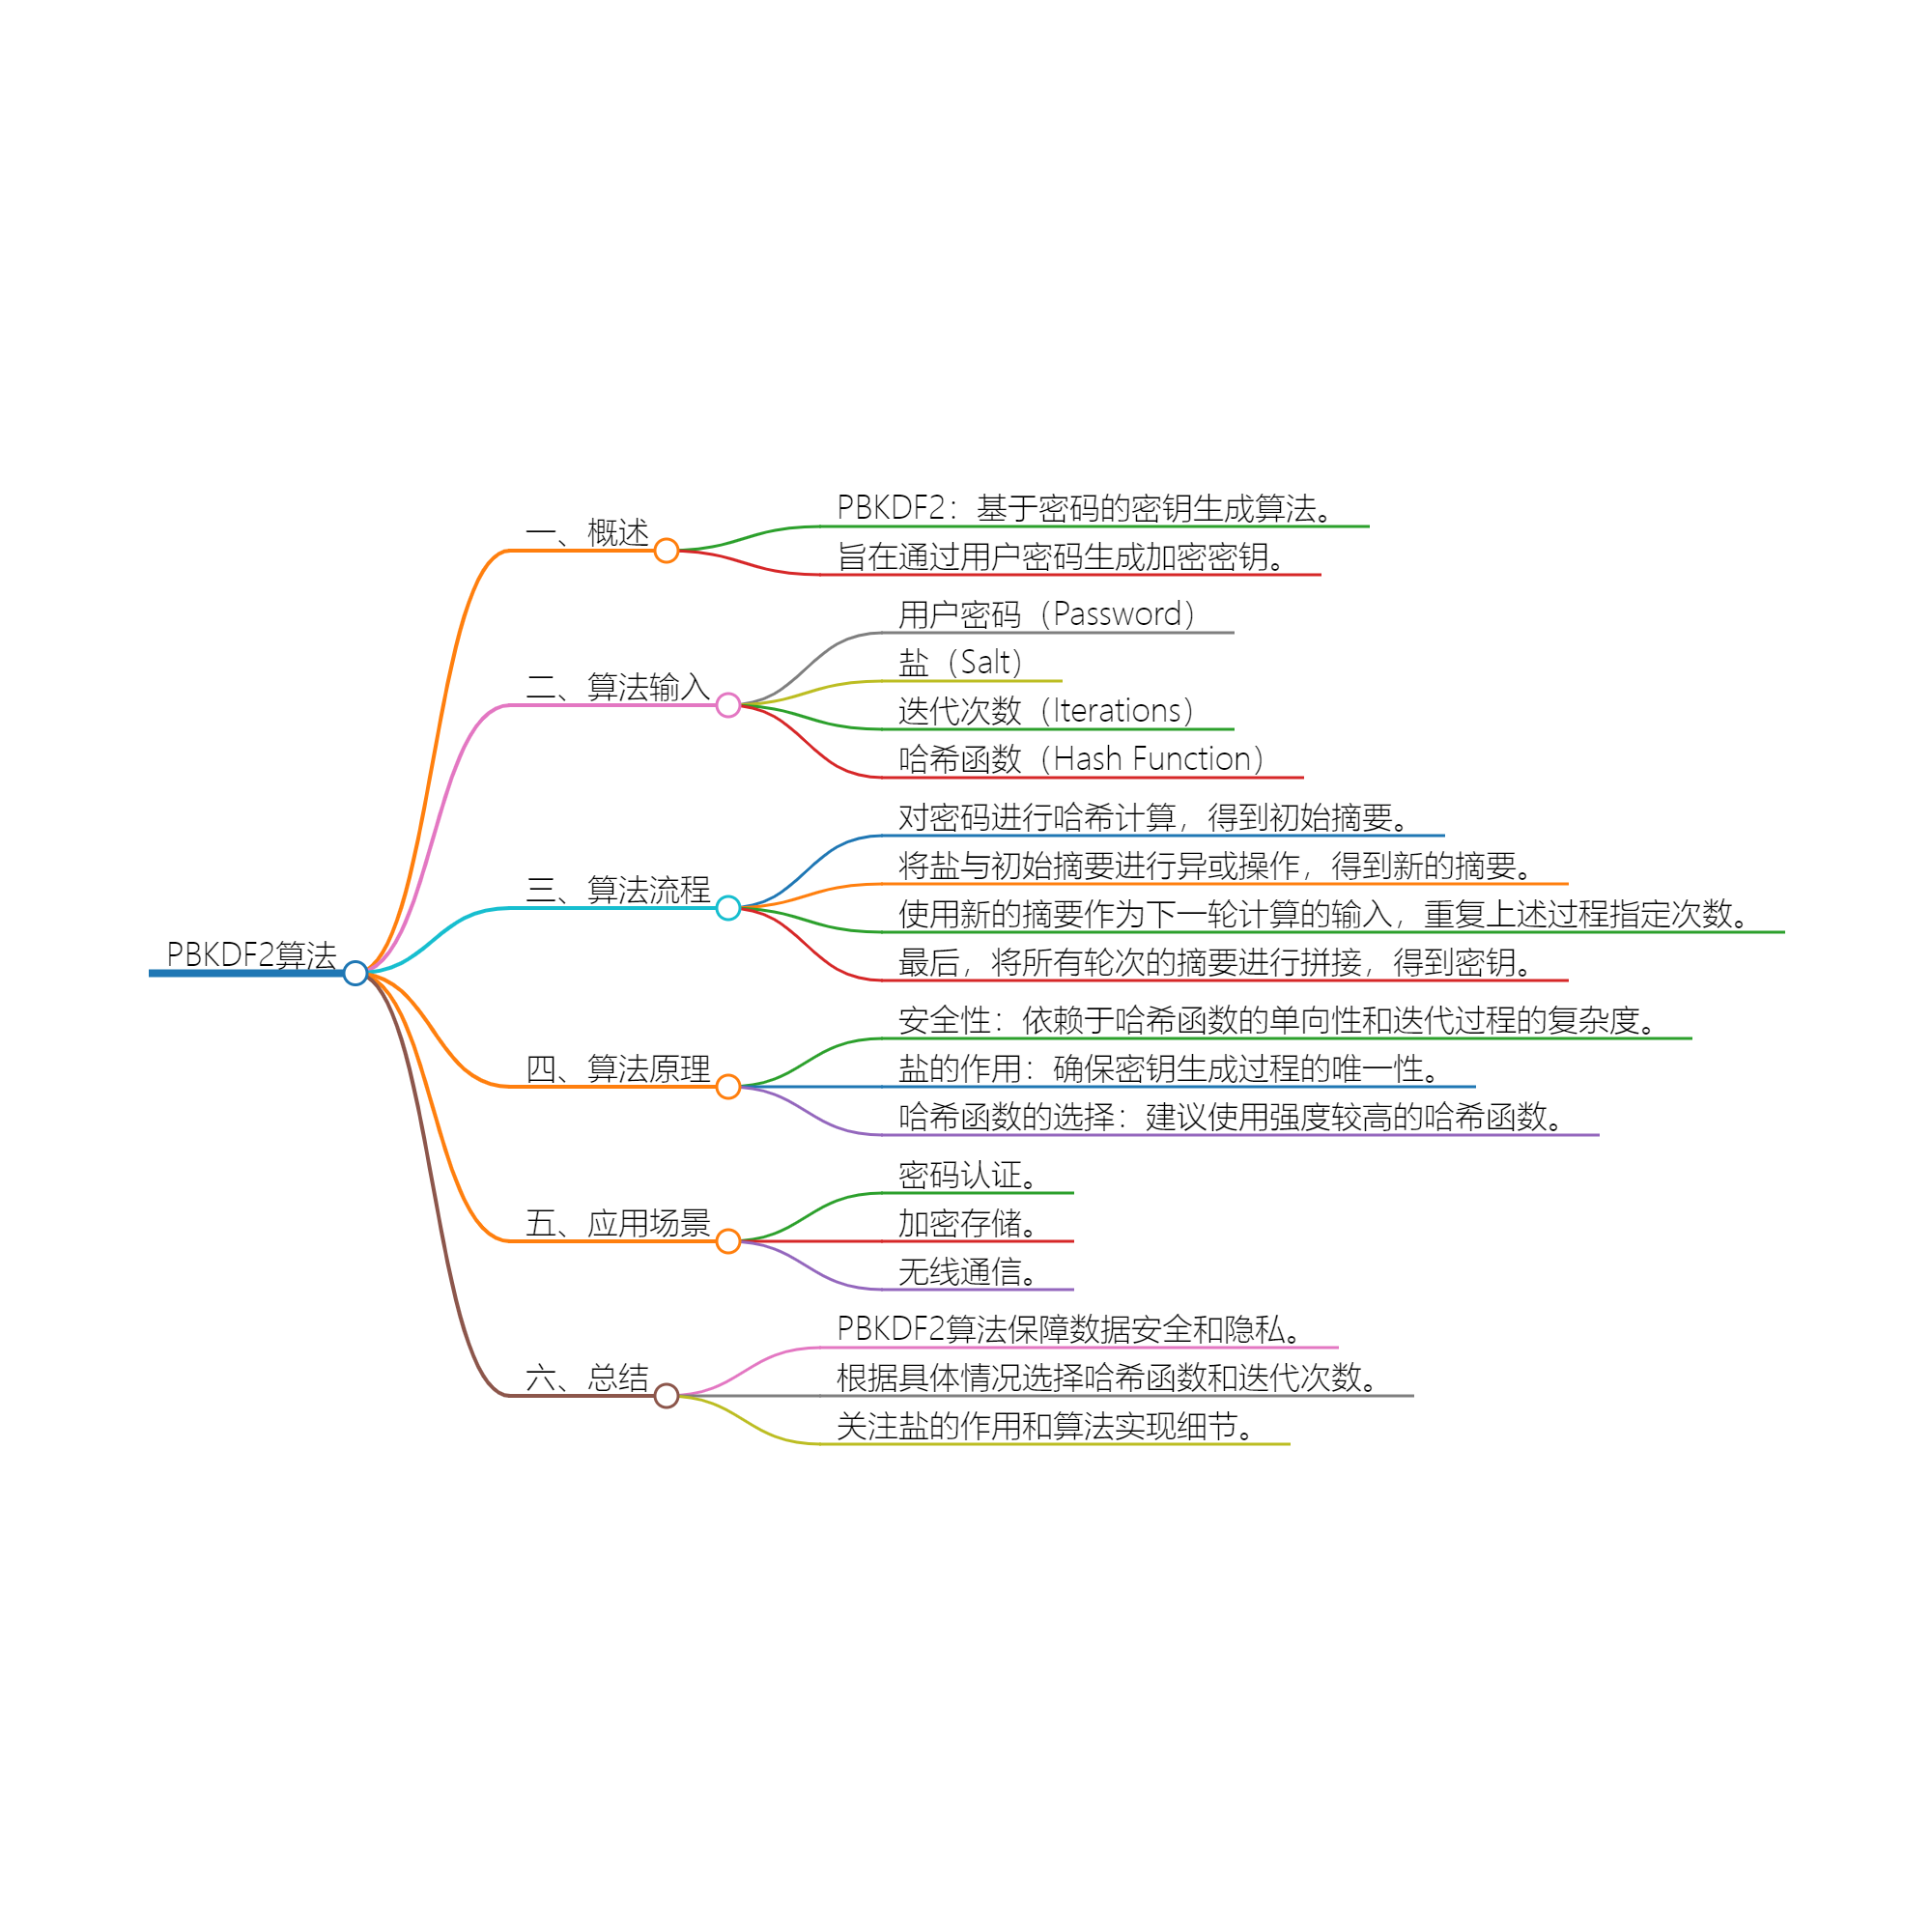 PBKDF2算法
一、概述
PBKDF2：基于密码的密钥生成算法。
旨在通过用户密码生成加密密钥。
二、算法输入
用户密码（Password）
盐（Salt）
迭代次数（Iterations）
哈希函数（Hash Function）
三、算法流程
对密码进行哈希计算，得到初始摘要。
将盐与初始摘要进行异或操作，得到新的摘要。
使用新的摘要作为下一轮计算的输入，重复上述过程指定次数。
最后，将所有轮次的摘要进行拼接，得到密钥。
四、算法原理
安全性：依赖于哈希函数的单向性和迭代过程的复杂度。
盐的作用：确保密钥生成过程的唯一性。
哈希函数的选择：建议使用强度较高的哈希函数。
五、应用场景
密码认证。
加密存储。
无线通信。
六、总结
PBKDF2算法保障数据安全和隐私。
根据具体情况选择哈希函数和迭代次数。
关注盐的作用和算法实现细节。